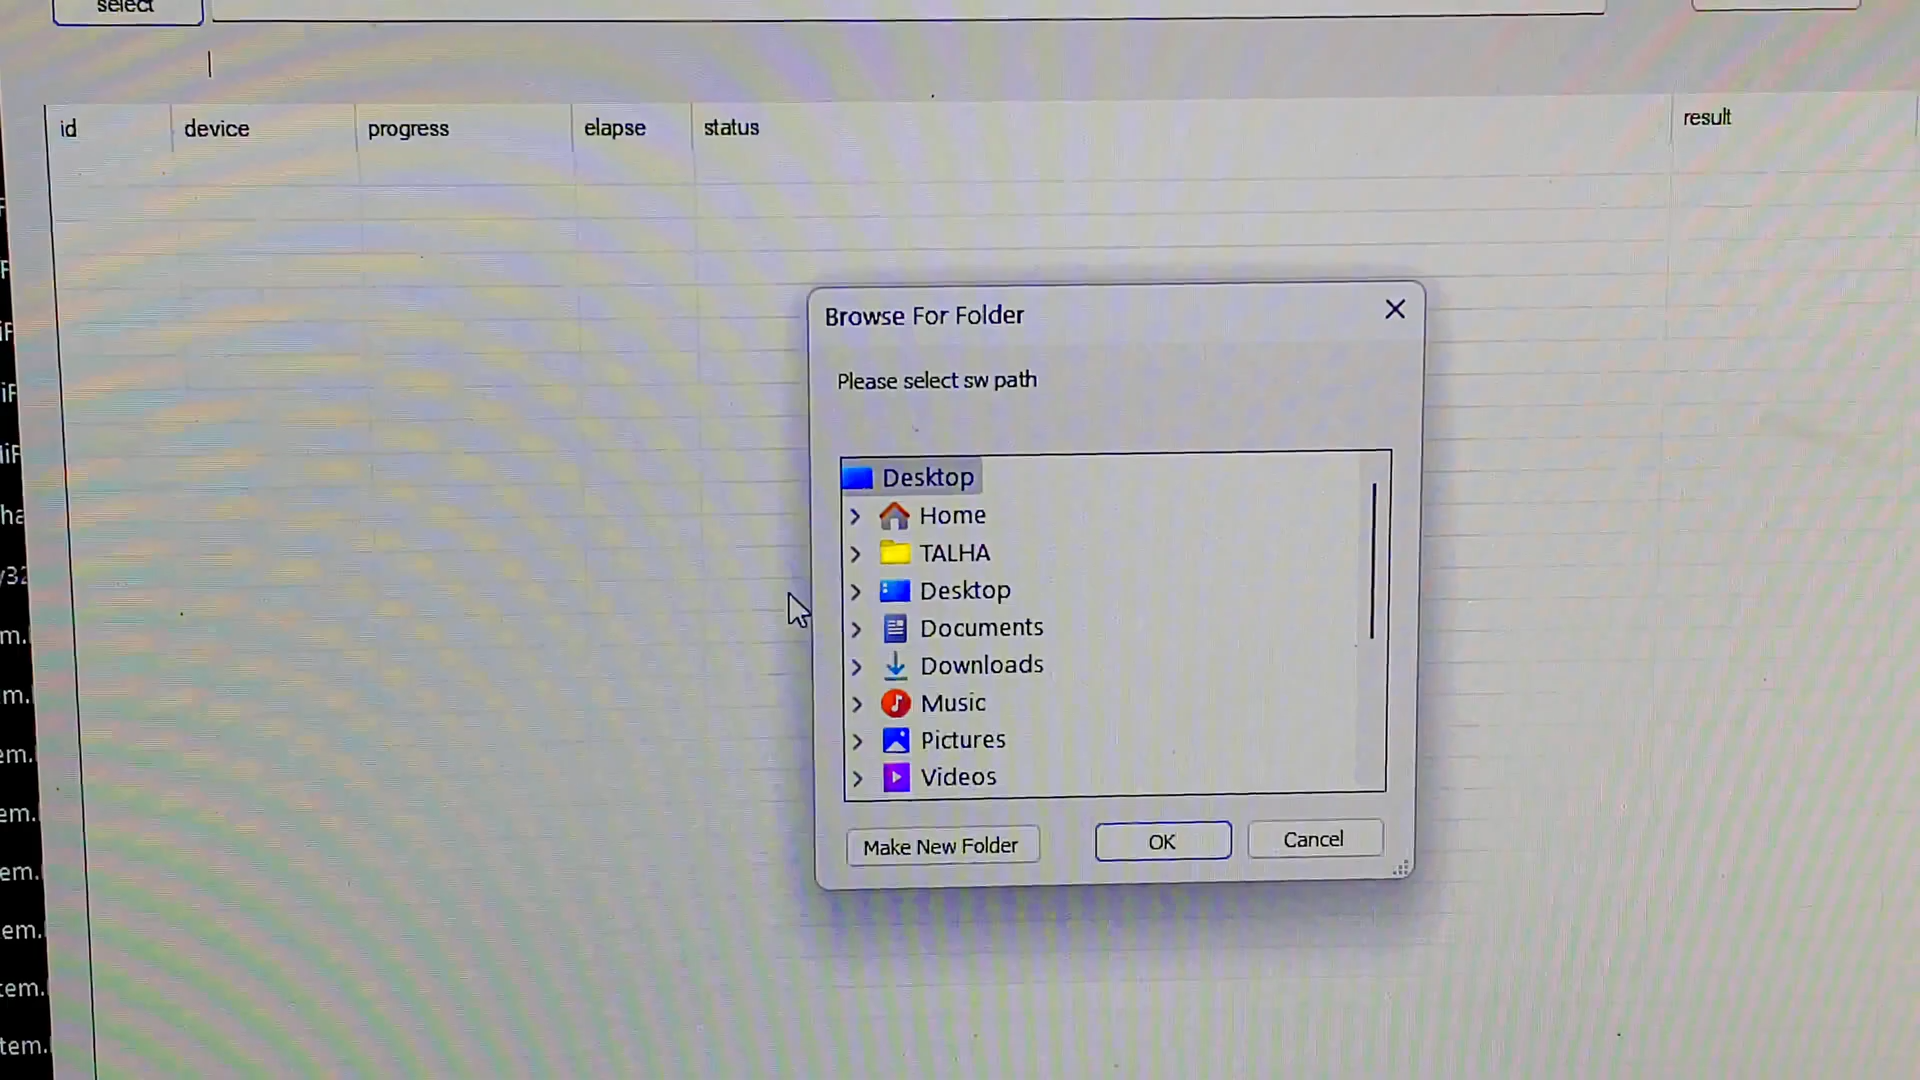 select
id device progress elapse status result
Browse For Folder
Please select sw path
Desktop
Home
TALHA
Desktop
Documents
Downloads
Music
Pictures
Videos
Make New Folder OK Cancel